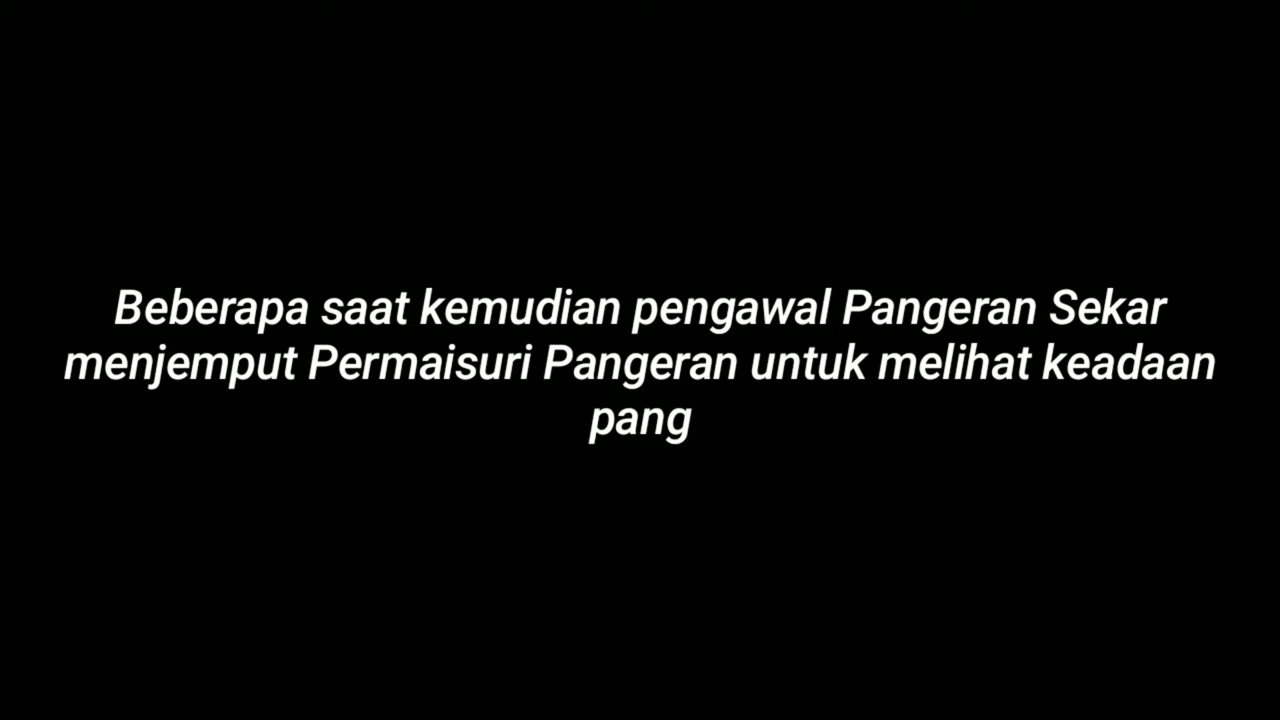 Beberapa saat kemudian pengawal Pangeran Sekar
menjemput Permaisuri Pangeran untuk melihat keadaan
pang